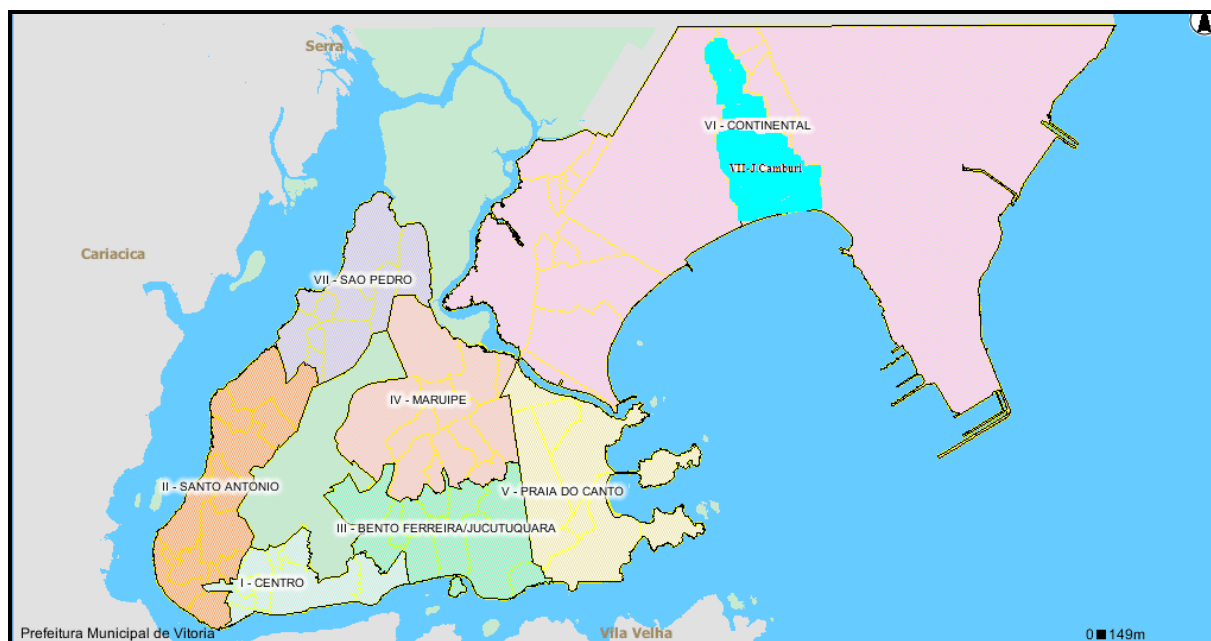 Serra
VI - CONTINENTAL
VII-J.Camburi
Cariacica
VII - SAO PEDRO
IV - MARUIPE
II - SANTO ANTONIO
V - PRAIA DO CANTO
III - BENTO FERREIRA/JUCUTUQUARA
I - CENTRO
Prefeitura Municipal de Vitoria
Vila Velha
0 149m